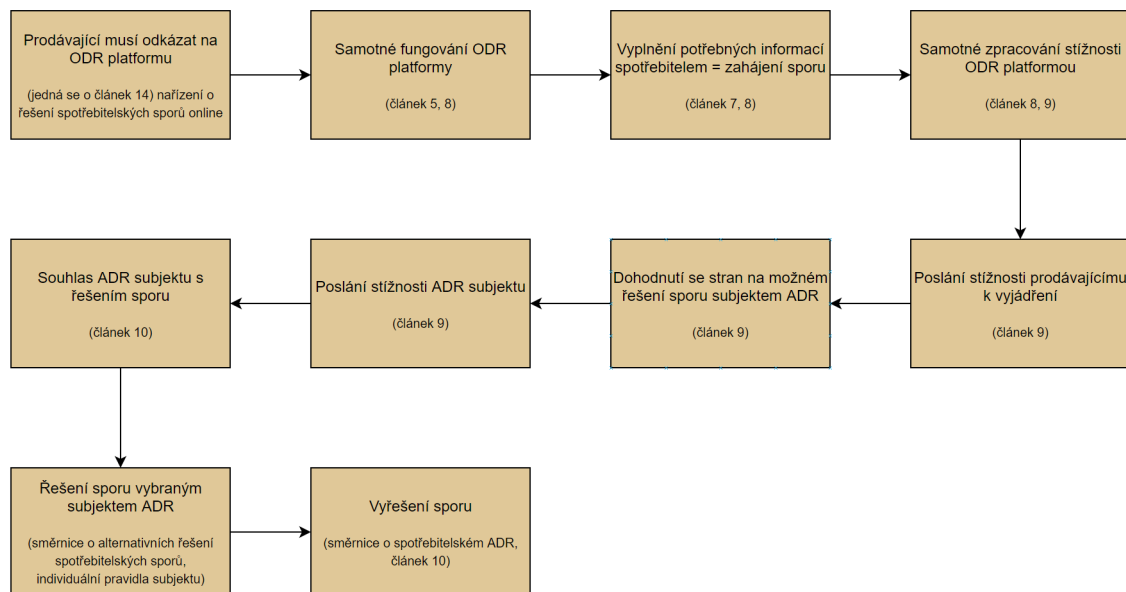 Prodávající musí odkázat na
ODR platformu
(jedná se o článek 14) nařízení o
řešení spotřebitelských sporů online
Samotné fungování ODR
platformy
(článek 5, 8)
Vyplnění potřebných informací
spotřebitelem = zahájení sporu
(článek 7, 8)
Samotné zpracování stížnosti
ODR platformou
(článek 8, 9)
Poslání stížnosti prodávajícímu
k vyjádření
(článek 9)
Dohodnutí se stran na možném
řešení sporu subjektem ADR
(článek 9)
Poslání stížnosti ADR subjektu
(článek 9)
Souhlas ADR subjektu s
řešením sporu
(článek 10)
Řešení sporu vybraným
subjektem ADR
(směrnice o alternativních řešení
spotřebitelských sporů,
individuální pravidla subjektu)
Vyřešení sporu
(směrnice o spotřebitelském ADR,
článek 10)